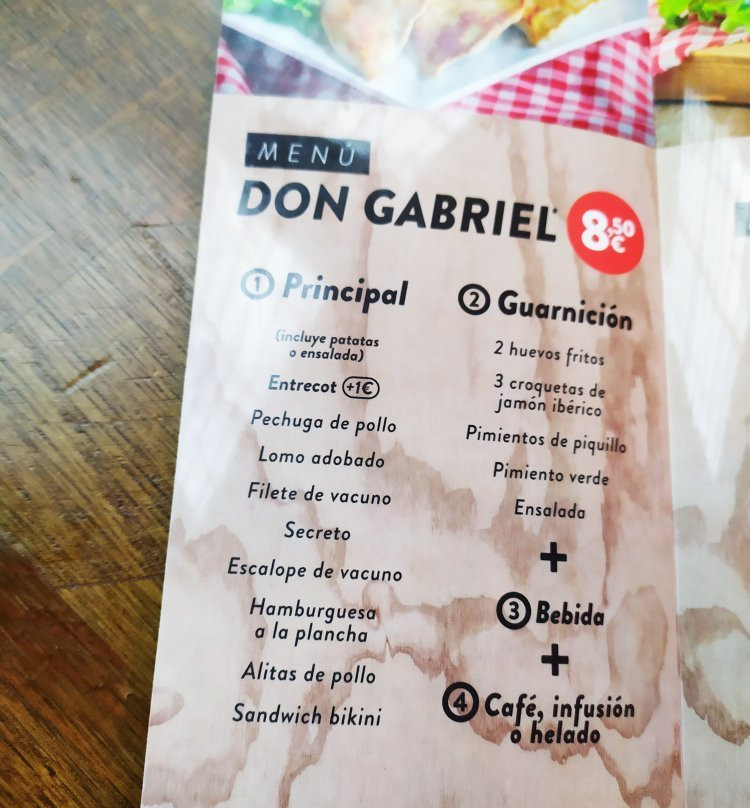 MENÚ
DON GABRIEL*
8,50
€
1 Principal
(incluye patatas
o ensalada)
Entrecot +1€
Pechuga de pollo
Lomo adobado
Filete de vacuno
Secreto
Escalope de vacuno
Hamburguesa
a la plancha
Alitas de pollo
Sandwich bikini
2 Guarnición
2 huevos fritos
3 croquetas de
jamón ibérico
Pimientos de piquillo
Pimiento verde
Ensalada
+
3 Bebida
+
4 Café, infusión
o helado